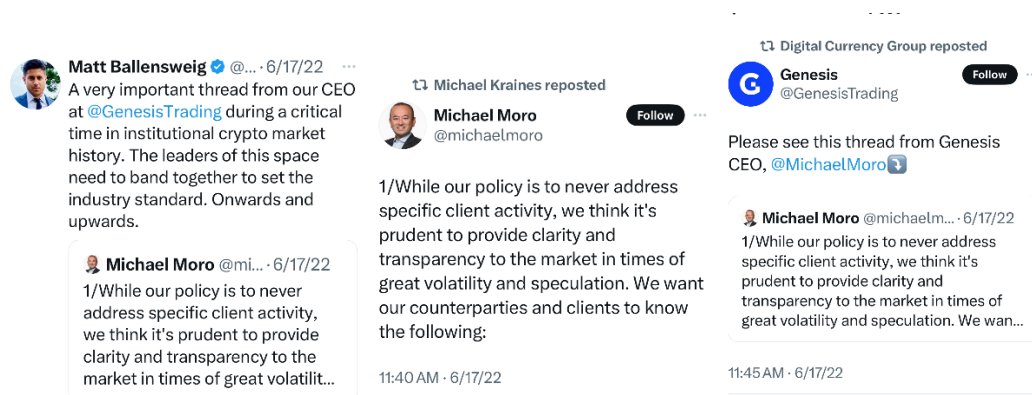 Matt Ballensweig @... · 6/17/22 ...
A very important thread from our CEO
at @GenesisTrading during a critical
time in institutional crypto market
history. The leaders of this space
need to band together to set the
industry standard. Onwards and
upwards.
Michael Moro @mi... · 6/17/22
1/While our policy is to never
address specific client activity,
we think it's prudent to provide
clarity and transparency to the
market in times of great volatilit...
Michael Kraines reposted
Michael Moro
@michaelmoro
Follow
...
1/While our policy is to never address
specific client activity, we think it's
prudent to provide clarity and
transparency to the market in times of
great volatility and speculation. We want
our counterparties and clients to know
the following:
11:40 AM · 6/17/22
Digital Currency Group reposted
G
Genesis
@GenesisTrading
Follow
Please see this thread from Genesis
CEO, @MichaelMoro⤵️
Michael Moro @michaelm... · 6/17/22
1/While our policy is to never address
specific client activity, we think it's
prudent to provide clarity and
transparency to the market in times of
great volatility and speculation. We wan...
11:45 AM · 6/17/22